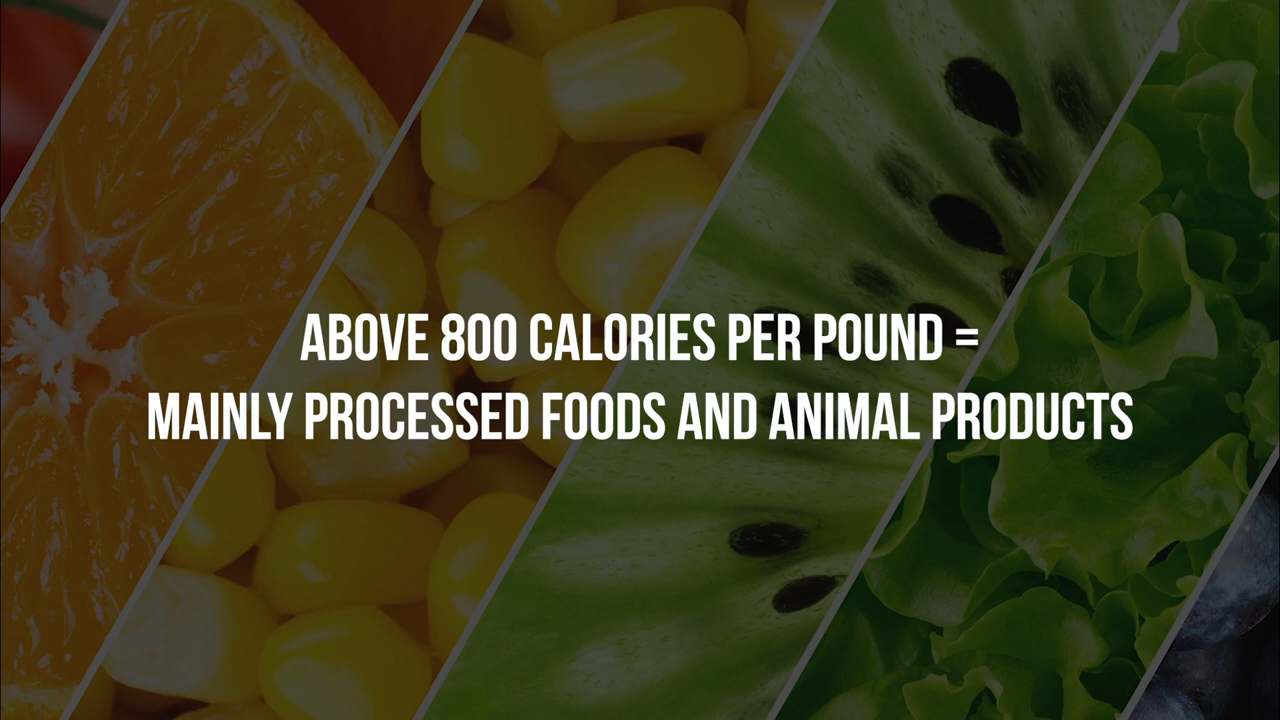 ABOVE 800 CALORIES PER POUND =
MAINLY PROCESSED FOODS AND ANIMAL PRODUCTS